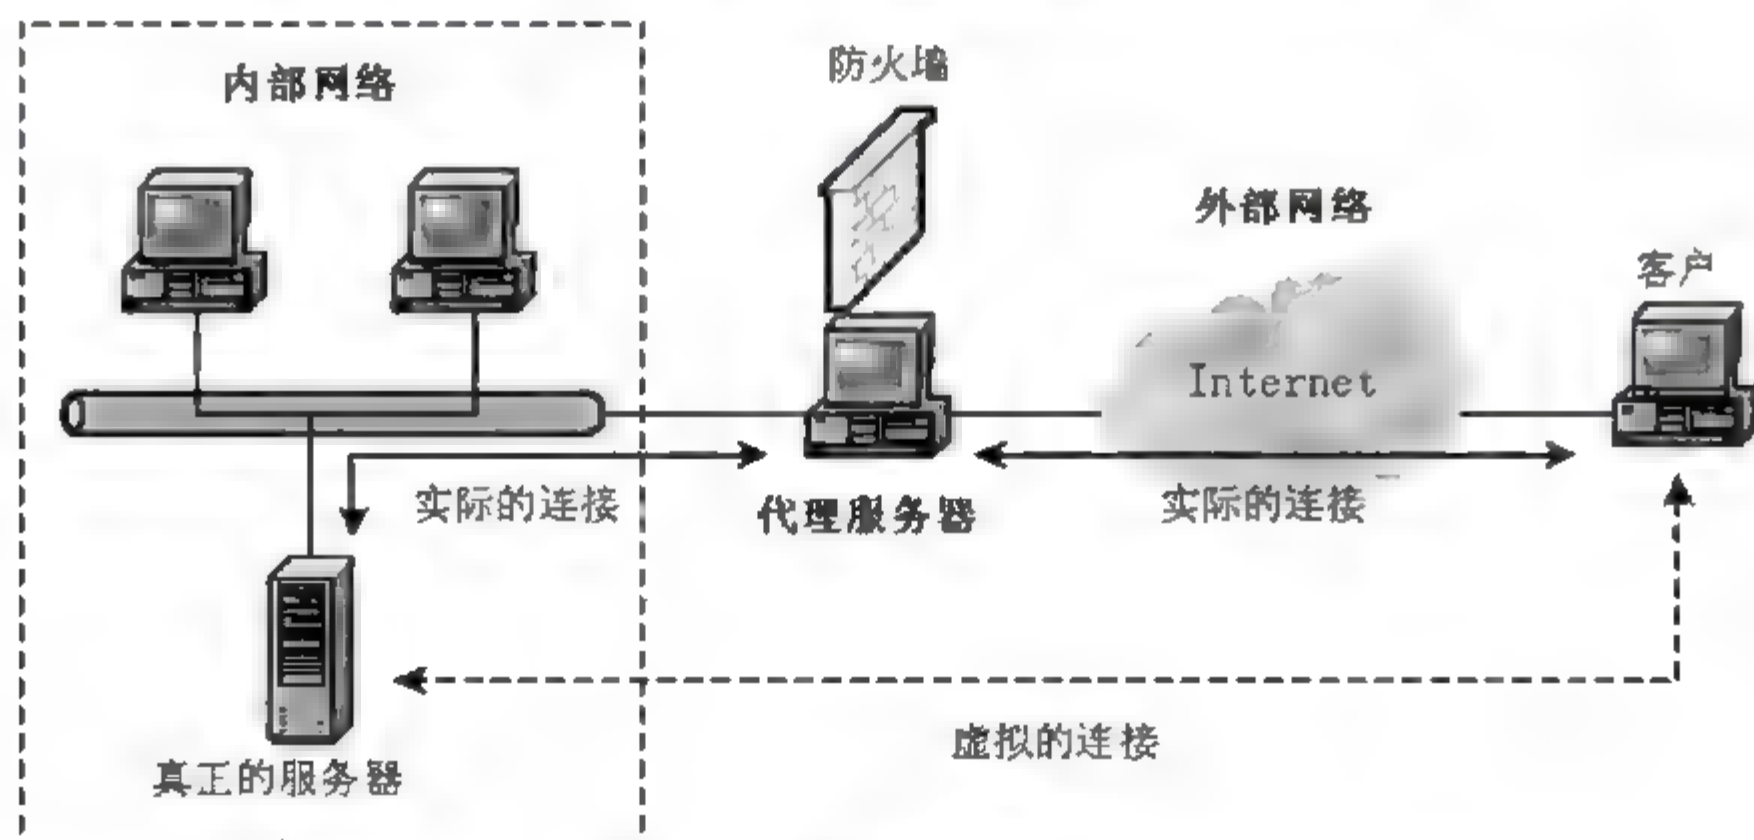 内部网络
防火墙
外部网络
客户
Internet
实际的连接
代理服务器
实际的连接
虚拟的连接
真正的服务器